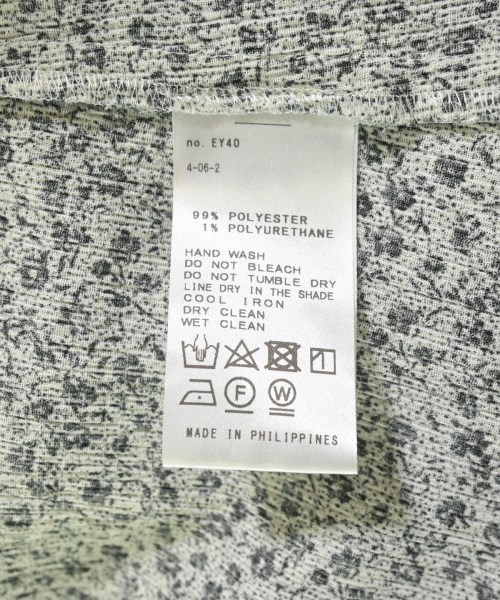 no. EY40
4-06-2
99% POLYESTER
1% POLYURETHANE
HAND WASH
DO NOT BLEACH
DO NOT TUMBLE DRY
LINE DRY IN THE SHADE
COOL IRON
DRY CLEAN
WET CLEAN
F W
MADE IN PHILIPPINES